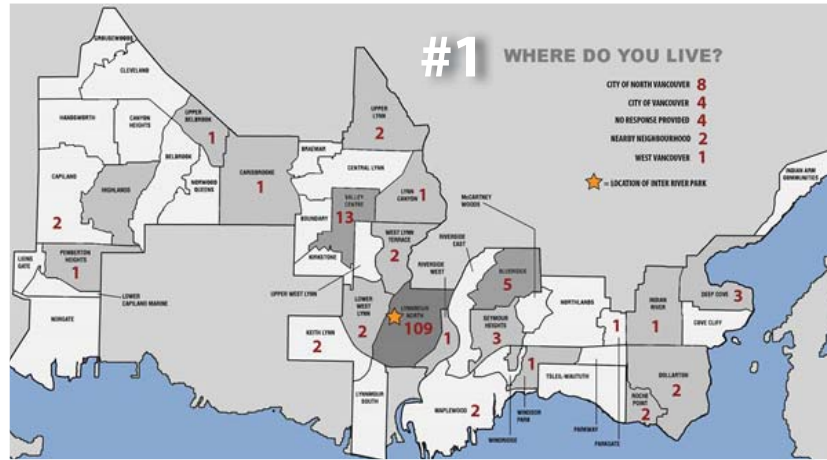 #1 WHERE DO YOU LIVE?
CITY OF NORTH VANCOUVER 8
CITY OF VANCOUVER 4
NO RESPONSE PROVIDED 4
NEARBY NEIGHBOURHOOD 2
WEST VANCOUVER 1
= LOCATION OF INTER RIVER PARK
GROUSEWOODS
CLEVELAND
HANDSWORTH
CANYON
HEIGHTS
UPPER
DELBROOK
1
DELBROOK
CAPILANO
2
HIGHLANDS
NORWOOD
QUEENS
CARISBROOKE
1
UPPER
LYNN
2
BRAEMAR
CENTRAL LYNN
VALLEY
CENTRE
13
LYNN
CANYON 1
McCARTNEY
WOODS
INDIAN ARM
COMMUNITIES
BOUNDARY
WEST LYNN
TERRACE
2
RIVERSIDE
EAST
KIRKSTONE
RIVERSIDE
WEST
LIONS
GATE
PEMBERTON
HEIGHTS
1
BLUERIDGE
5
UPPER WEST LYNN
LOWER
CAPILANO MARINE
NORGATE
LOWER
WEST
LYNN
2
LYNNMOUR
NORTH
109
1
SEYMOUR
HEIGHTS
3
NORTHLANDS
1
INDIAN
RIVER
1
DEEP COVE 3
COVE CLIFF
KEITH LYNN
2
1
TSLEIL-WAUTUTH
DOLLARTON
2
LYNNMOUR
SOUTH
MAPLEWOOD 2
WINDSOR
PARK
WINDRIDGE
PARKWAY
PARKGATE
ROCHE
POINT
2